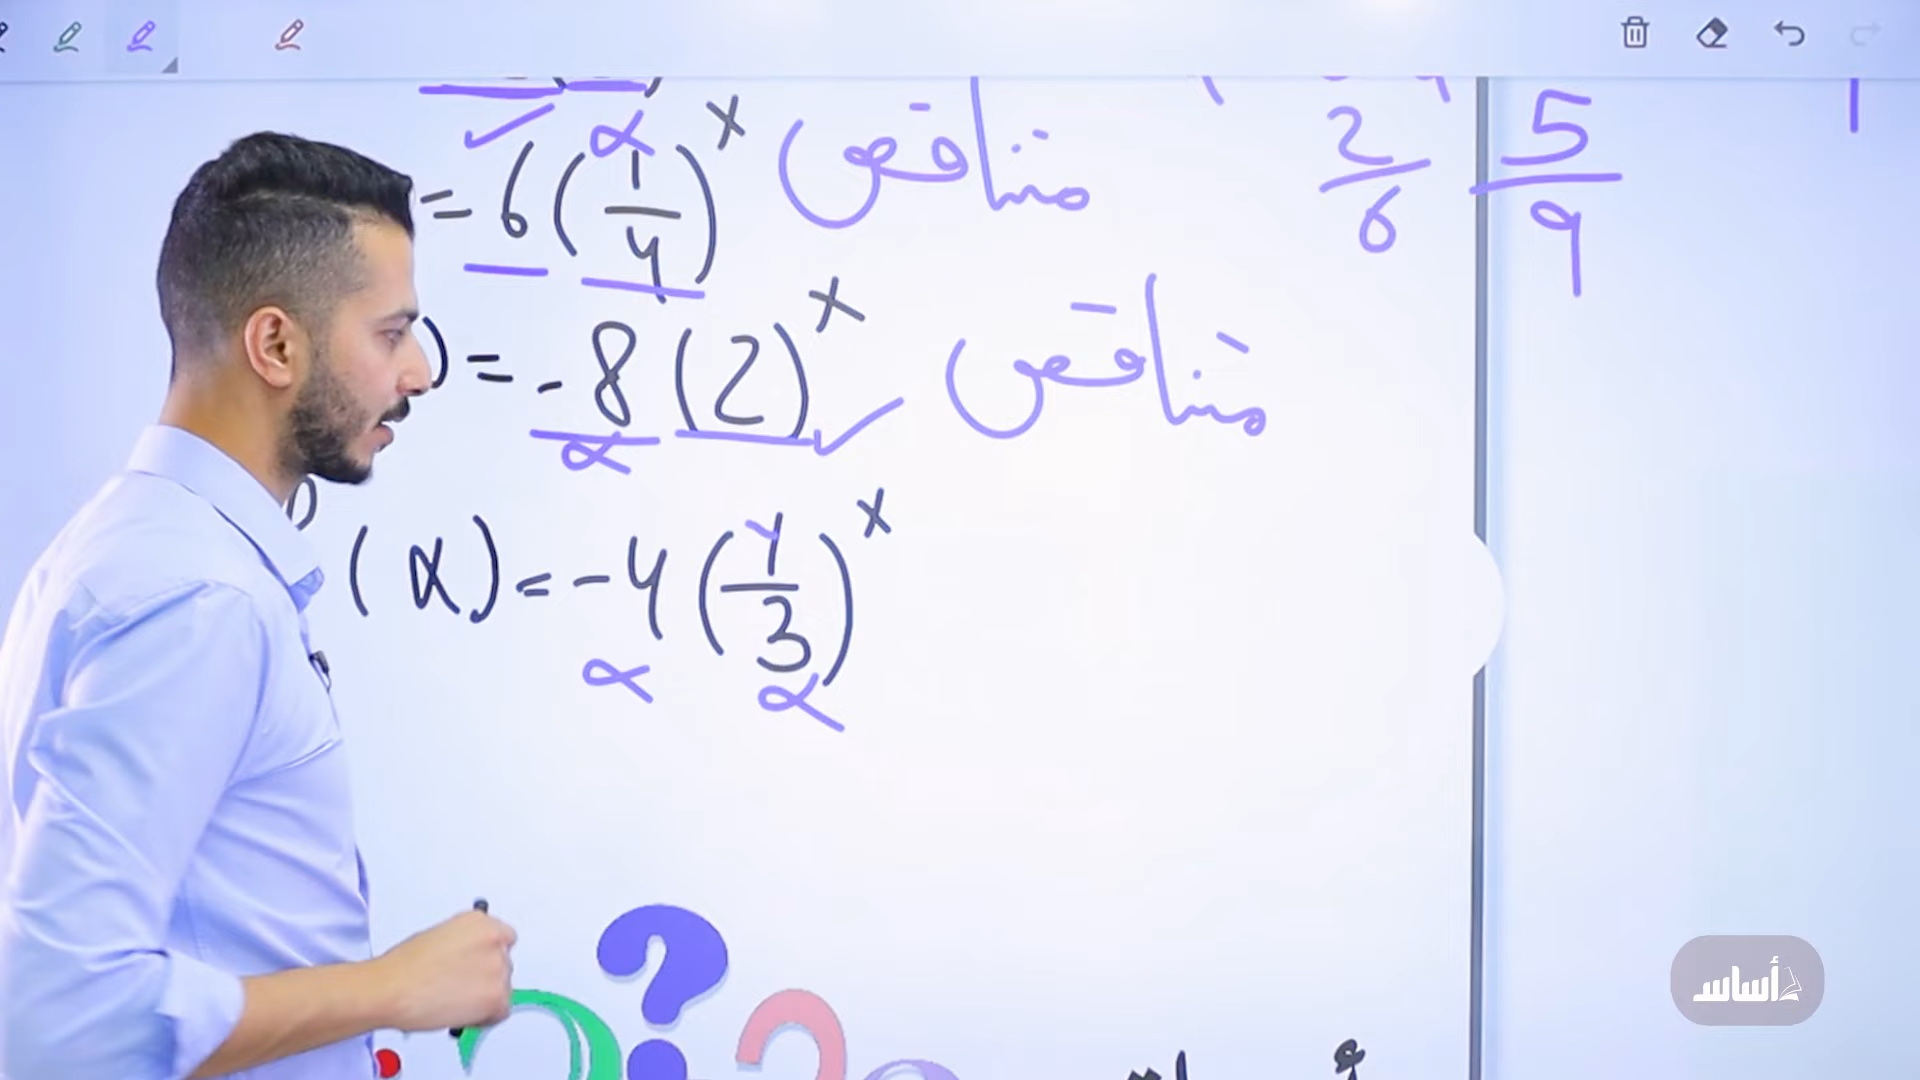 = 6 (1/4)^x متناقص
2/6 5/9
) = -8 (2)^x متناقص
(x) = -4 (1/3)^x
أساس